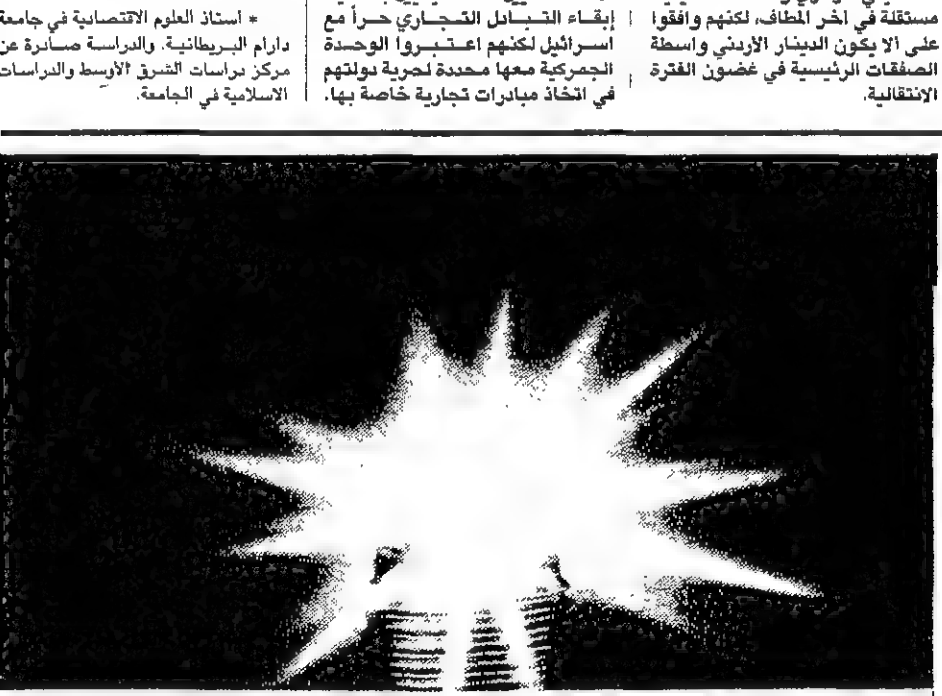 مستقلة في آخر المطاف، لكنهم وافقوا
على ألا يكون الدينار الأردني واسطة
الصفقات الرئيسية في غضون الفترة
الانتقالية.
إبقاء التبادل التجاري حراً مع
اسرائيل لكنهم اعتبروا الوحدة
الجمركية معها محددة لحرية دولتهم
في اتخاذ مبادرات تجارية خاصة بها.
* استاذ العلوم الاقتصادية في جامعة
دارام البريطانية. والدراسة صادرة عن
مركز دراسات الشرق الأوسط والدراسات
الاسلامية في الجامعة.